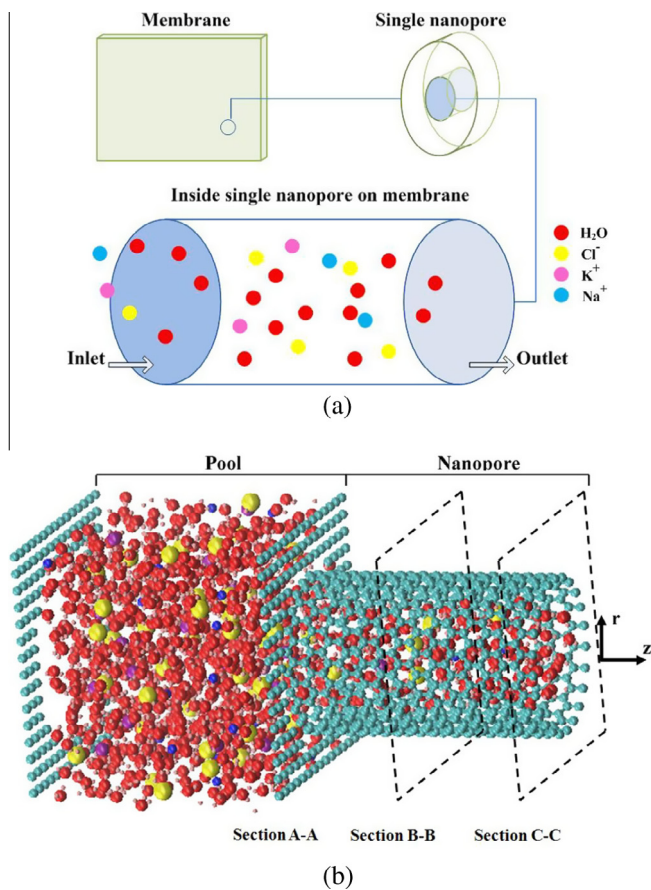 Membrane
Single nanopore
Inside single nanopore on membrane
H₂O
Cl⁻
K⁺
Na⁺
Inlet
Outlet
(a)
Pool
Nanopore
r
z
Section A-A
Section B-B
Section C-C
(b)